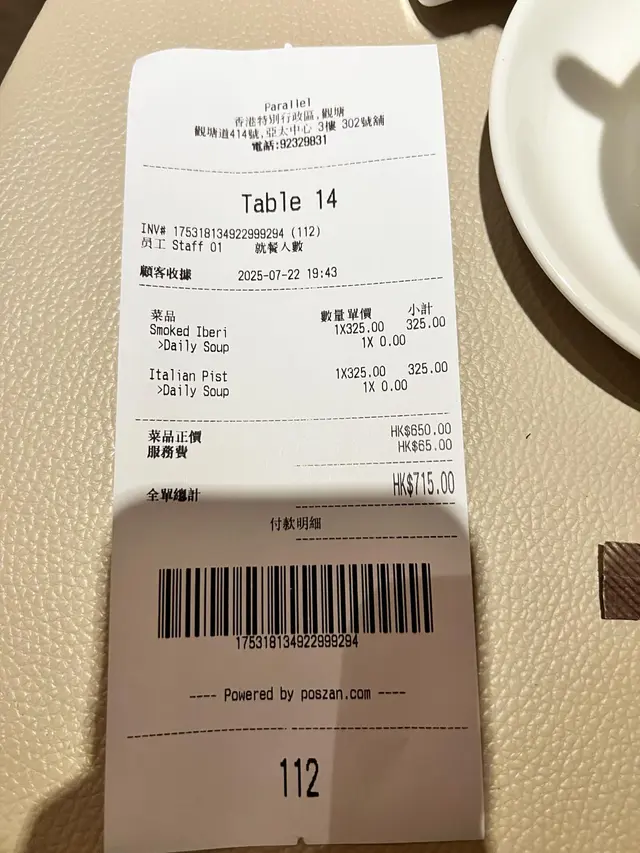 Parallel
香港特別行政區,觀塘
觀塘道414號,亞太中心 3樓 302號舖
電話:92329831
Table 14
INV# 175318134922999294 (112)
員工 Staff 01 就餐人數
顧客收據 2025-07-22 19:43
菜品 數量單價 小計
Smoked Iberi 1X325.00 325.00
>Daily Soup 1X 0.00
Italian Pist 1X325.00 325.00
>Daily Soup 1X 0.00
菜品正價 HK$650.00
服務費 HK$65.00
全單總計 HK$715.00
付款明細
175318134922999294
---- Powered by poszan.com ----
112